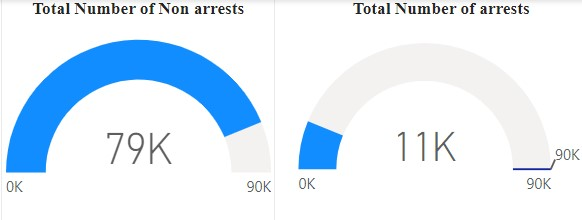 Total Number of Non arrests
79K
0K
90K
Total Number of arrests
11K
90K
0K
90K